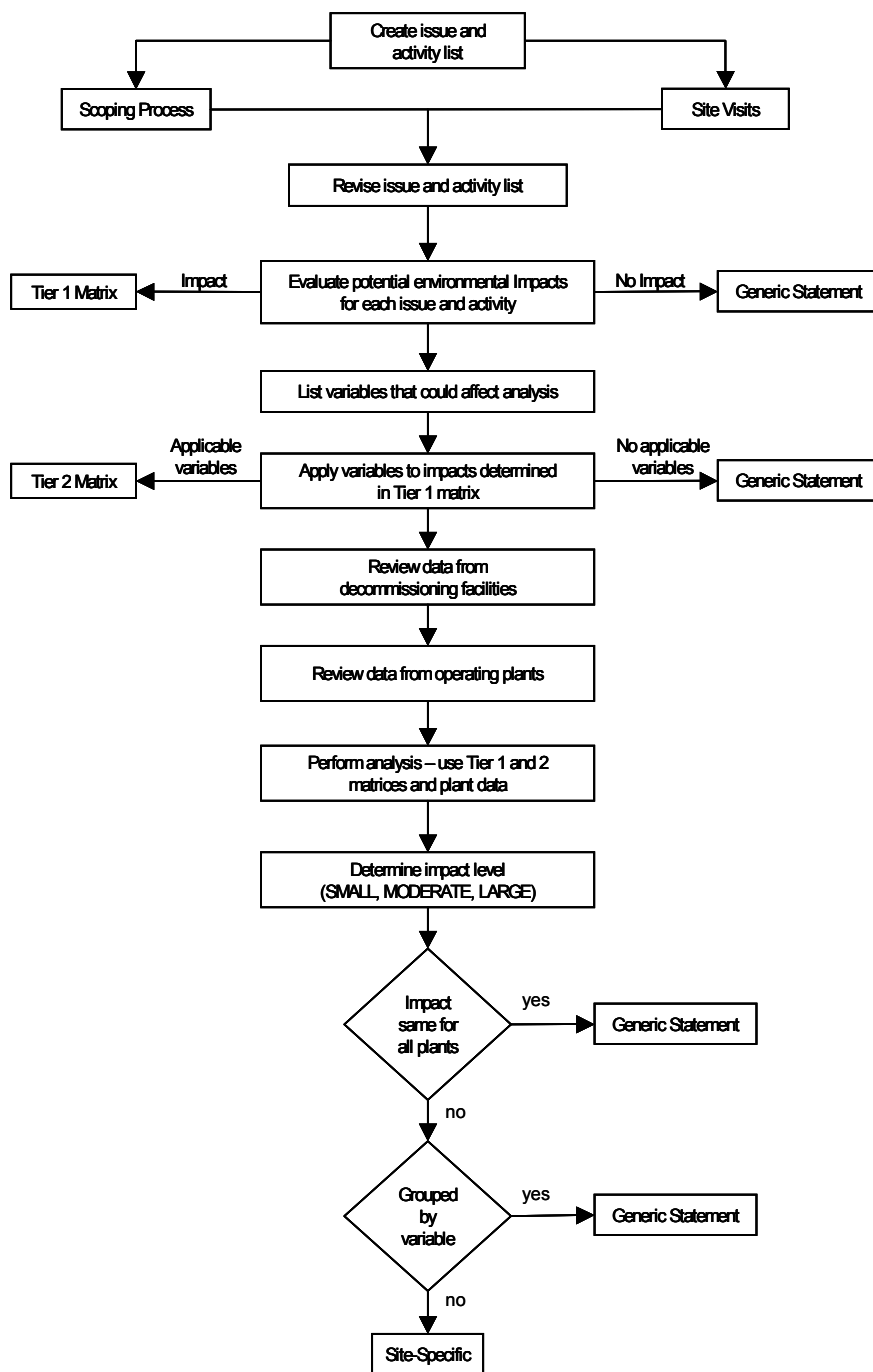 Create issue and
activity list
Scoping Process
Site Visits
Revise issue and activity list
Impact
No Impact
Tier 1 Matrix
Evaluate potential environmental Impacts
for each issue and activity
Generic Statement
List variables that could affect analysis
Applicable
variables
No applicable
variables
Tier 2 Matrix
Apply variables to impacts determined
in Tier 1 matrix
Generic Statement
Review data from
decommissioning facilities
Review data from operating plants
Perform analysis – use Tier 1 and 2
matrices and plant data
Determine impact level
(SMALL, MODERATE, LARGE)
Impact
same for
all plants
yes
Generic Statement
no
Grouped
by
variable
yes
Generic Statement
no
Site-Specific